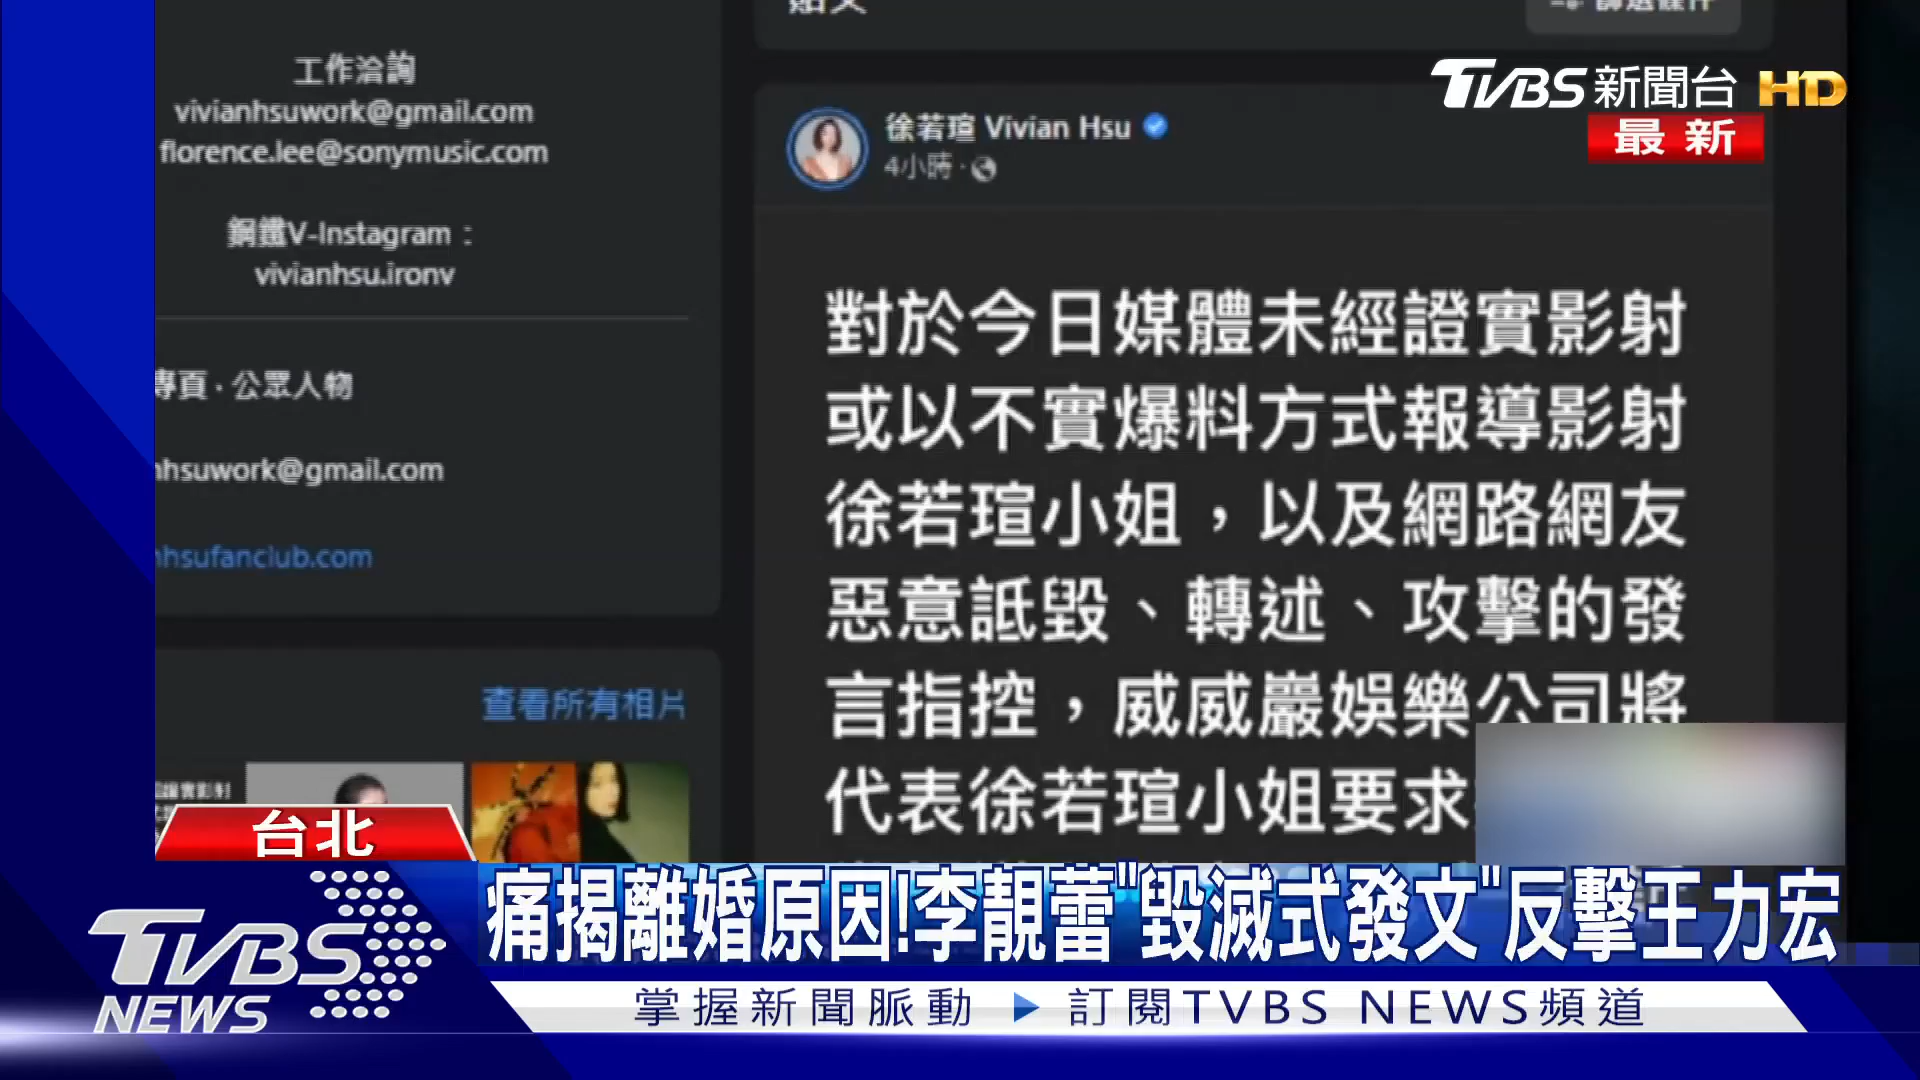 工作洽詢
vivianhsuwork@gmail.com
florence.lee@sonymusic.com
鋼鐵V-Instagram：
vivianhsu.ironv
專頁 · 公眾人物
nhsuwork@gmail.com
nhsufanclub.com
查看所有相片
貼文
篩選條件
徐若瑄 Vivian Hsu
4小時 ·
對於今日媒體未經證實影射
或以不實爆料方式報導影射
徐若瑄小姐，以及網路網友
惡意詆毀、轉述、攻擊的發
言指控，威威巖娛樂公司將
代表徐若瑄小姐要求
TVBS新聞台 HD
最新
台北
痛揭離婚原因!李靚蕾"毀滅式發文"反擊王力宏
TVBS NEWS
掌握新聞脈動 ▶ 訂閱TVBS NEWS頻道